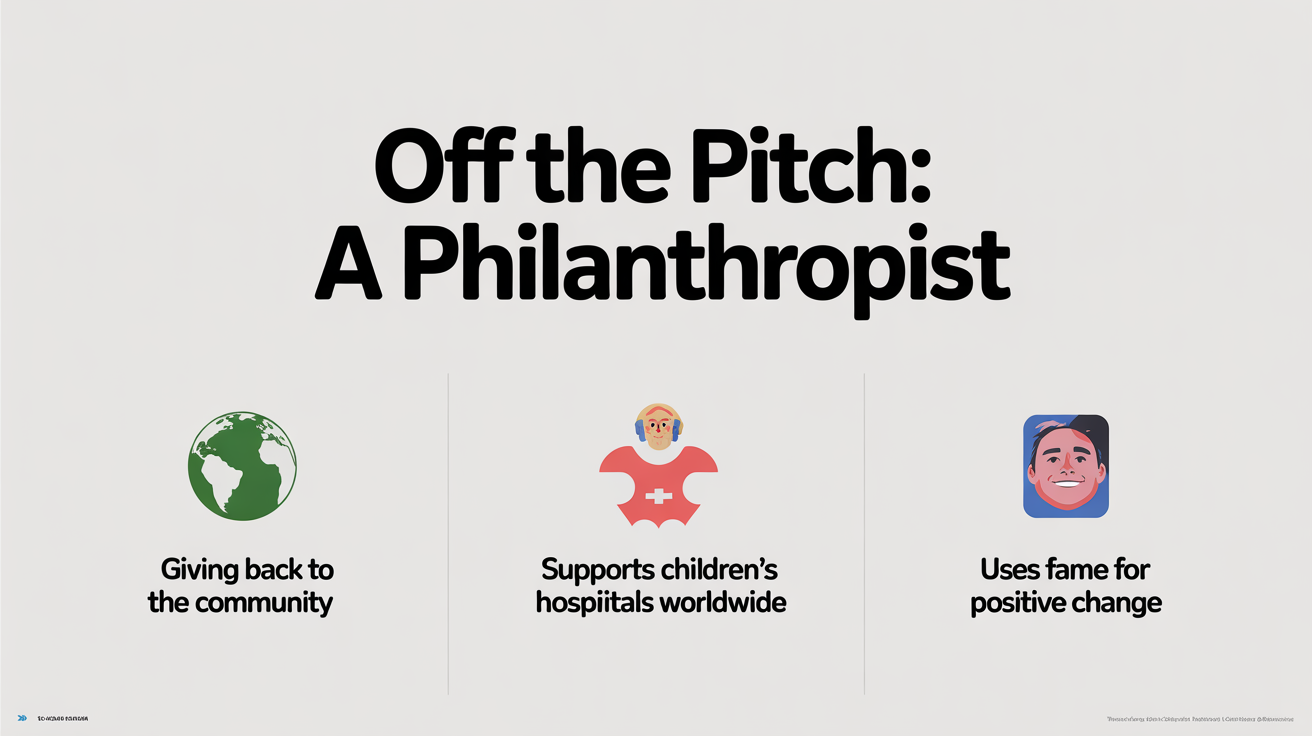 Off the Pitch:
A Philanthropist
Giving back to
the community
Supports children's
hospiitals worldwide
Uses fame for
positive change